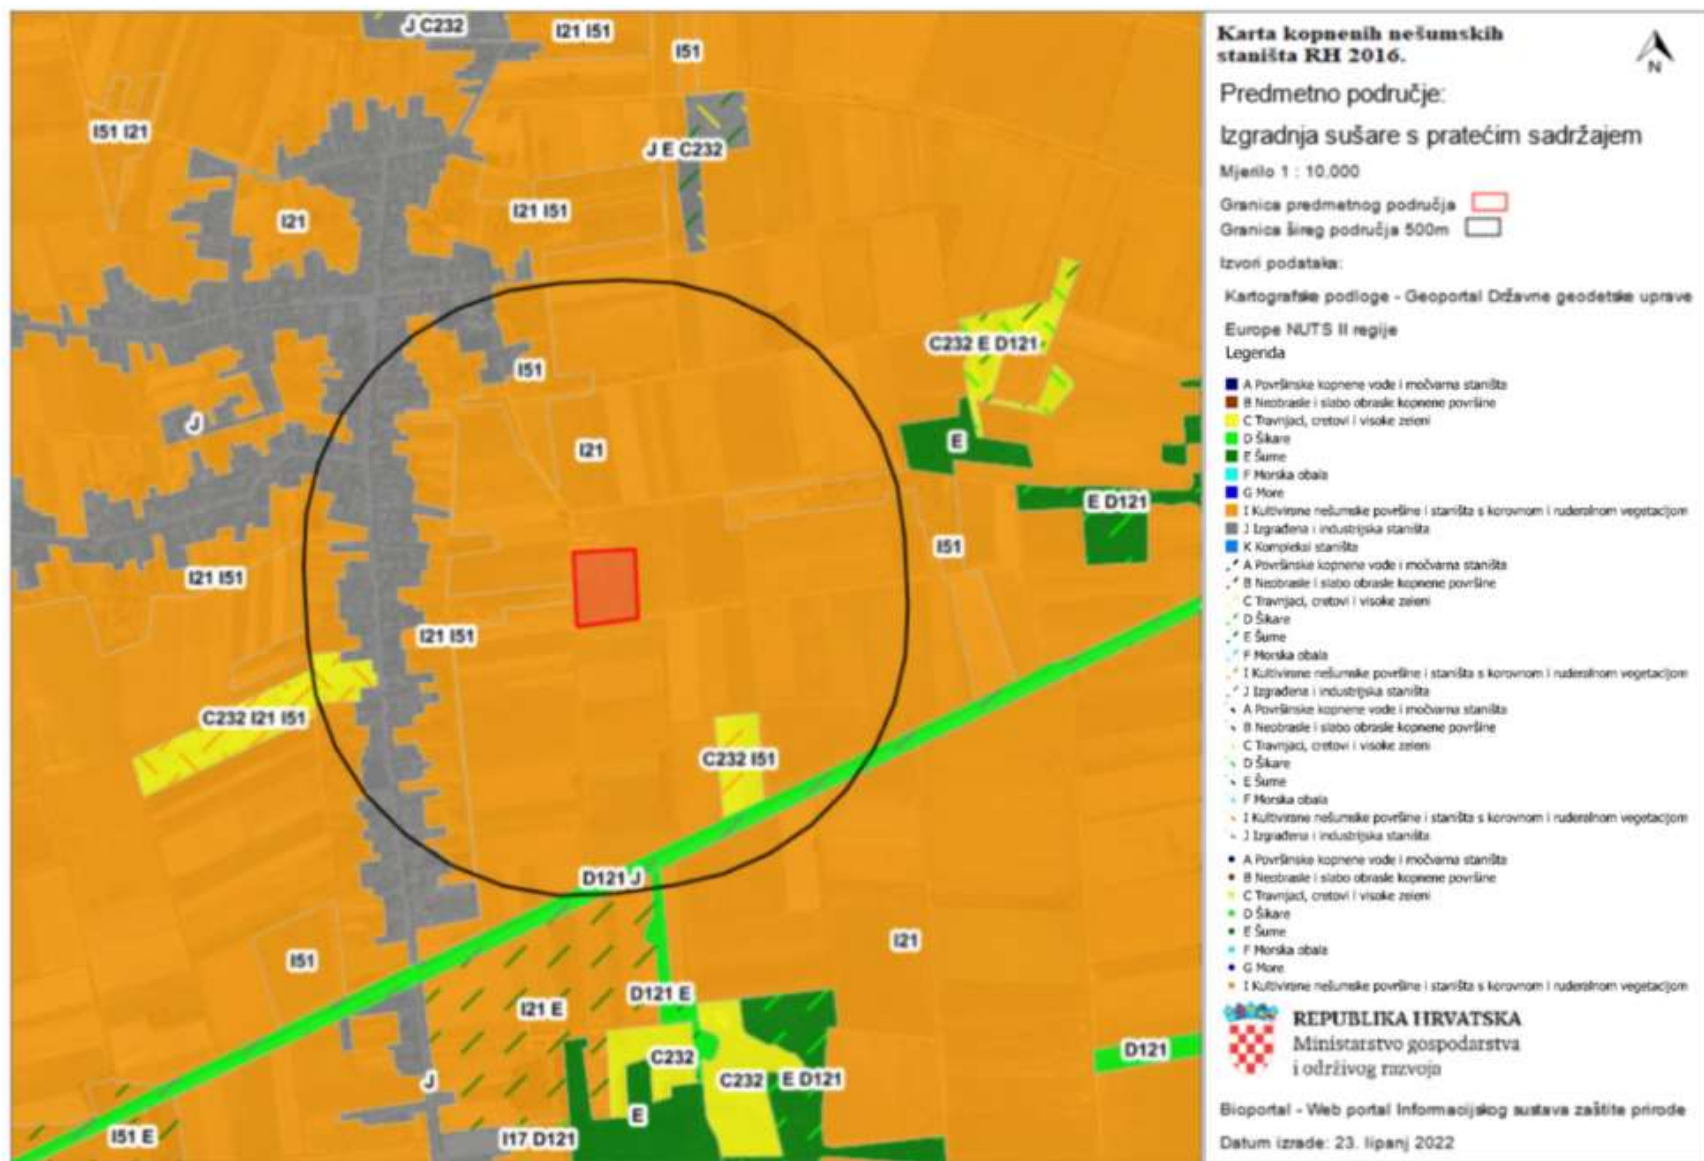 J C232
I21 I51
I51
I51 I21
J E C232
I21 I51
I21
C232 E D121
I51
J
E
I21
E D121
I51
I21 I51
I21 I51
C232 I21 I51
C232 I51
D121 J
I21
I51
D121 E
I21 E
C232
D121
C232
E D121
J
E
I51 E
I17 D121
Karta kopnenih nešumskih
staništa RH 2016.
N
Predmetno područje:
Izgradnja sušare s pratećim sadržajem
Mjerilo 1 : 10,000
Granica predmetnog područja
Granica šireg područja 500m
Izvori podataka:
Kartografske podloge - Geoportal Državne geodetske uprave
Europe NUTS II regije
Legenda
A Površinske kopnene vode i močvarna staništa
B Neobrasle i slabo obrasle kopnene površine
C Travnjaci, cretovi i visoke zeleni
D Šikare
E Šume
F Morska obala
G More
I Kultivirane nešumske površine i staništa s korovnom i ruderalnom vegetacijom
J Izgrađena i industrijska staništa
K Kompleksi staništa
A Površinske kopnene vode i močvarna staništa
B Neobrasle i slabo obrasle kopnene površine
C Travnjaci, cretovi i visoke zeleni
D Šikare
E Šume
F Morska obala
I Kultivirane nešumske površine i staništa s korovnom i ruderalnom vegetacijom
J Izgrađena i industrijska staništa
A Površinske kopnene vode i močvarna staništa
B Neobrasle i slabo obrasle kopnene površine
C Travnjaci, cretovi i visoke zeleni
D Šikare
E Šume
F Morska obala
I Kultivirane nešumske površine i staništa s korovnom i ruderalnom vegetacijom
J Izgrađena i industrijska staništa
A Površinske kopnene vode i močvarna staništa
B Neobrasle i slabo obrasle kopnene površine
C Travnjaci, cretovi i visoke zeleni
D Šikare
E Šume
F Morska obala
G More
I Kultivirane nešumske površine i staništa s korovnom i ruderalnom vegetacijom
REPUBLIKA HRVATSKA
Ministarstvo gospodarstva
i održivog razvoja
Bioportal - Web portal Informacijskog sustava zaštite prirode
Datum izrade: 23. lipanj 2022